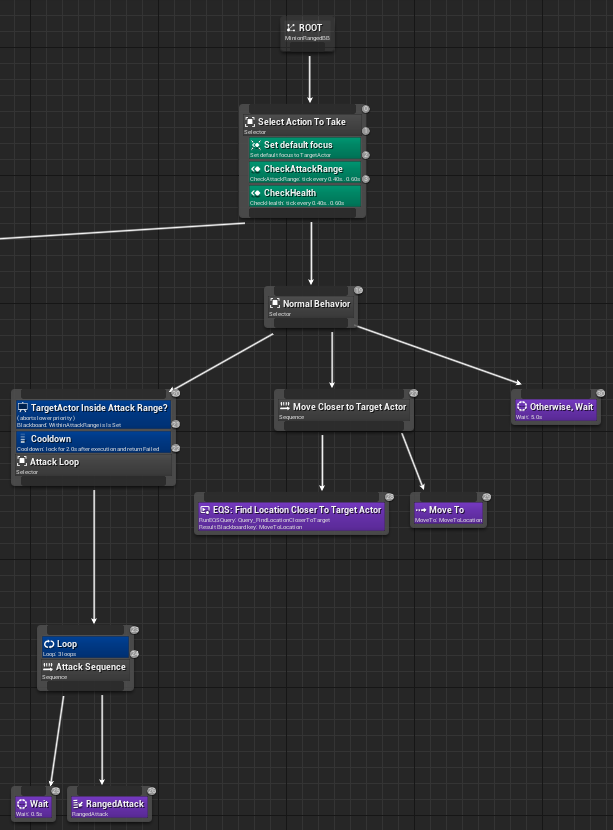 ROOT
MinionRangedBB
Select Action To Take
Selector
Set default focus
Set default focus to TargetActor
CheckAttackRange
CheckAttackRange: tick every 0.40s..0.60s
CheckHealth
CheckHealth: tick every 0.40s..0.60s
Normal Behavior
Selector
TargetActor Inside Attack Range?
( aborts lower priority )
Blackboard: WithinAttackRange is Is Set
Cooldown
Cooldown: lock for 2.0s after execution and return Failed
Attack Loop
Selector
Move Closer to Target Actor
Sequence
Otherwise, Wait
Wait: 5.0s
EQS: Find Location Closer To Target Actor
RunEQSQuery: Query_FindLocationCloserToTarget
Result Blackboard key: MoveToLocation
Move To
MoveTo: MoveToLocation
Loop
Loop: 3 loops
Attack Sequence
Sequence
Wait
Wait: 0.5s
RangedAttack
RangedAttack